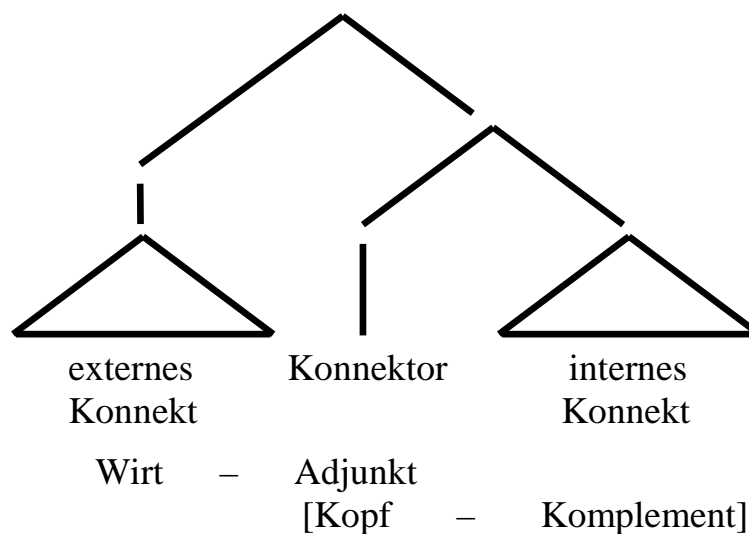 externes Konnektor internes
Konnekt Konnekt
Wirt – Adjunkt
[Kopf – Komplement]